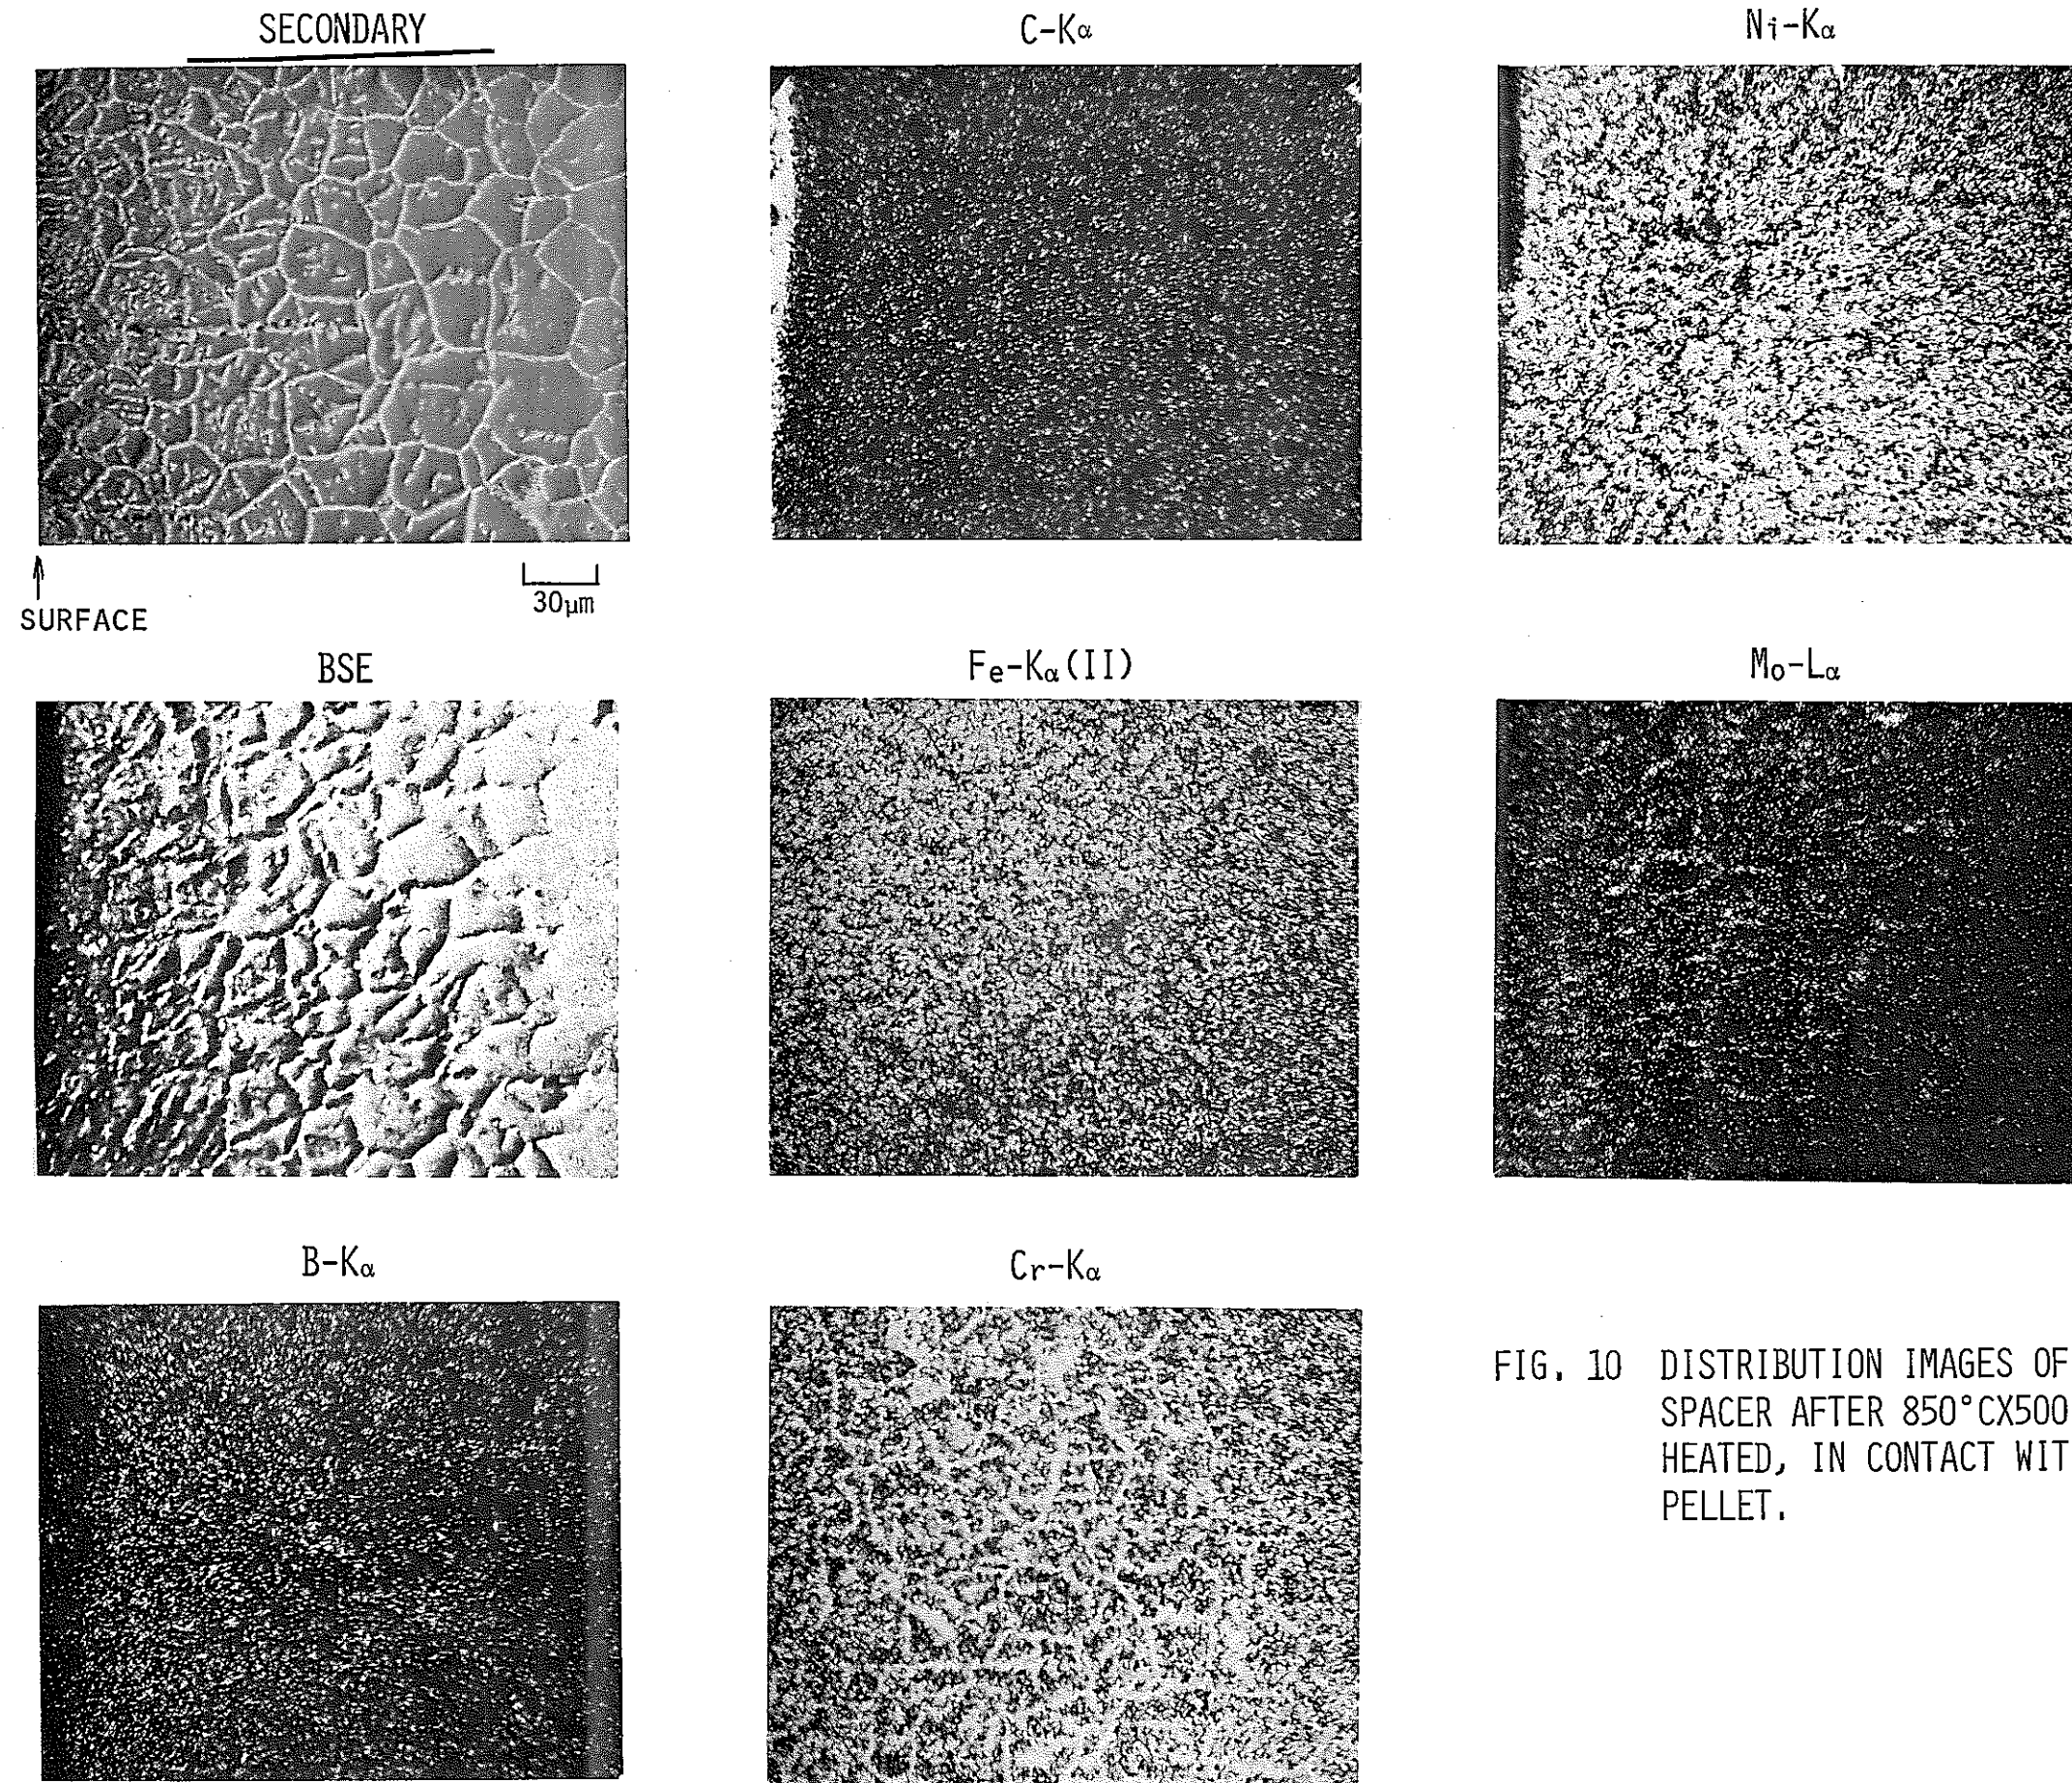 SECONDARY
C-Kα
Ni-Kα
SURFACE
30μm
BSE
Fe-Kα(II)
Mo-Lα
B-Kα
Cr-Kα
FIG. 10 DISTRIBUTION IMAGES OF
SPACER AFTER 850°CX500
HEATED, IN CONTACT WIT
PELLET.